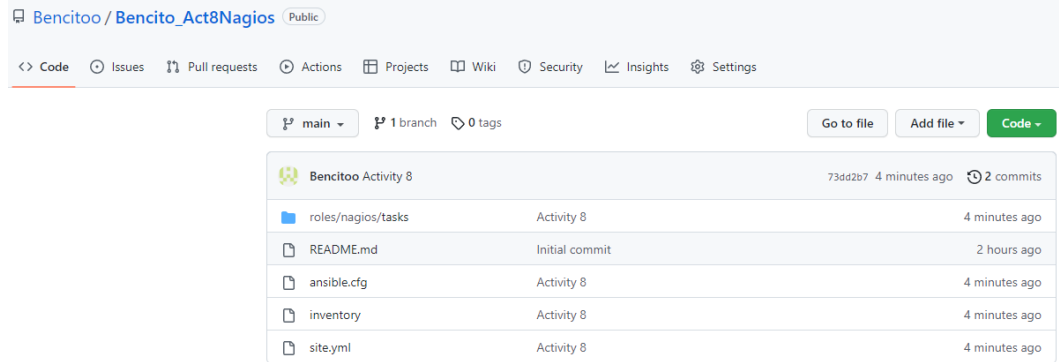 Bencitoo / Bencito_Act8Nagios Public
Code Issues Pull requests Actions Projects Wiki Security Insights Settings
main 1 branch 0 tags Go to file Add file Code
Bencitoo Activity 8 73dd2b7 4 minutes ago 2 commits
roles/nagios/tasks Activity 8 4 minutes ago
README.md Initial commit 2 hours ago
ansible.cfg Activity 8 4 minutes ago
inventory Activity 8 4 minutes ago
site.yml Activity 8 4 minutes ago